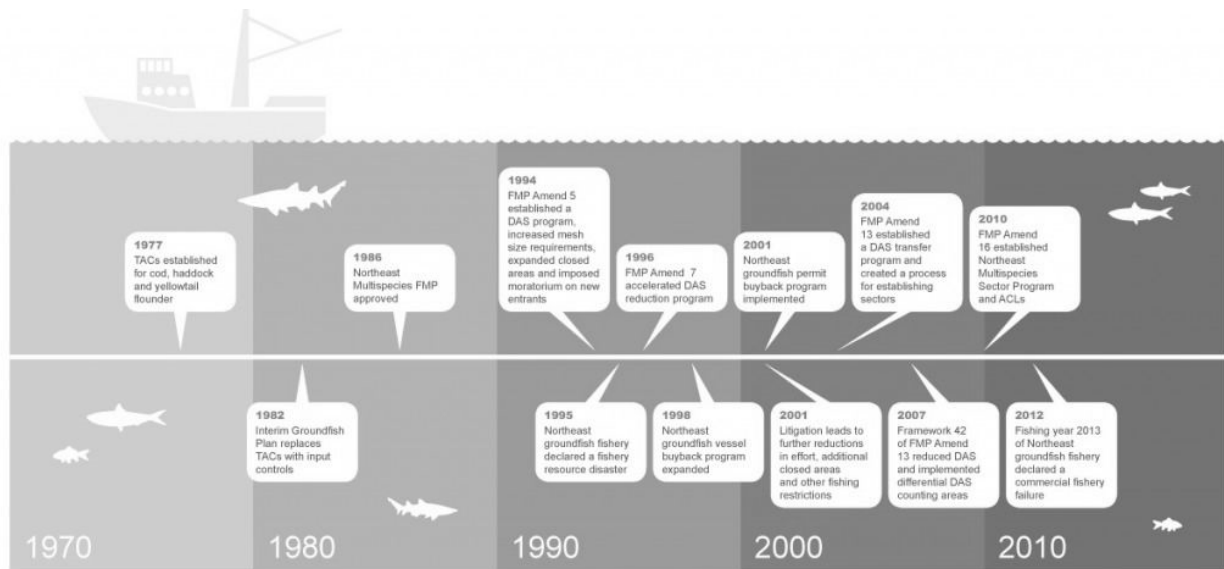 1977
TACs established
for cod, haddock
and yellowtail
flounder
1986
Northeast
Multispecies FMP
approved
1994
FMP Amend 5
established a
DAS program,
increased mesh
size requirements,
expanded closed
areas and imposed
moratorium on new
entrants
1996
FMP Amend 7
accelerated DAS
reduction program
2001
Northeast
groundfish permit
buyback program
implemented
2004
FMP Amend
13 established
a DAS transfer
program and
created a process
for establishing
sectors
2010
FMP Amend
16 established
Northeast
Multispecies
Sector Program
and ACLs
1982
Interim Groundfish
Plan replaces
TACs with input
controls
1995
Northeast
groundfish fishery
declared a fishery
resource disaster
1998
Northeast
groundfish vessel
buyback program
expanded
2001
Litigation leads to
further reductions
in effort, additional
closed areas
and other fishing
restrictions
2007
Framework 42
of FMP Amend
13 reduced DAS
and implemented
differential DAS
counting areas
2012
Fishing year 2013
of Northeast
groundfish fishery
declared a
commercial fishery
failure
1970
1980
1990
2000
2010